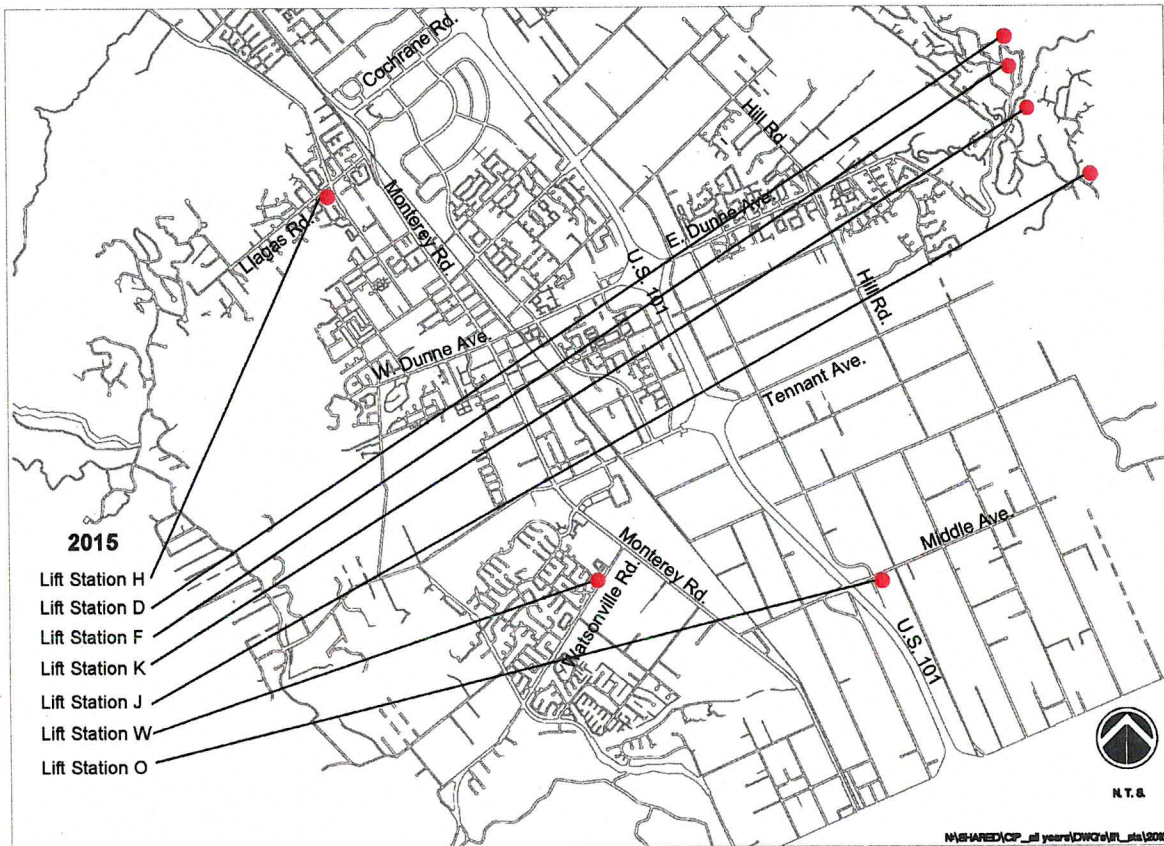 Cochrane Rd.
Hill Rd
Monterey Rd.
Llagas Rd.
E. Dunne Ave.
U.S. 101
Hill Rd.
W. Dunne Ave.
Tennant Ave.
2015
Lift Station H
Lift Station D
Lift Station F
Lift Station K
Lift Station J
Lift Station W
Lift Station O
Middle Ave.
Monterey Rd.
Watsonville Rd.
U.S. 101
N.T.S.